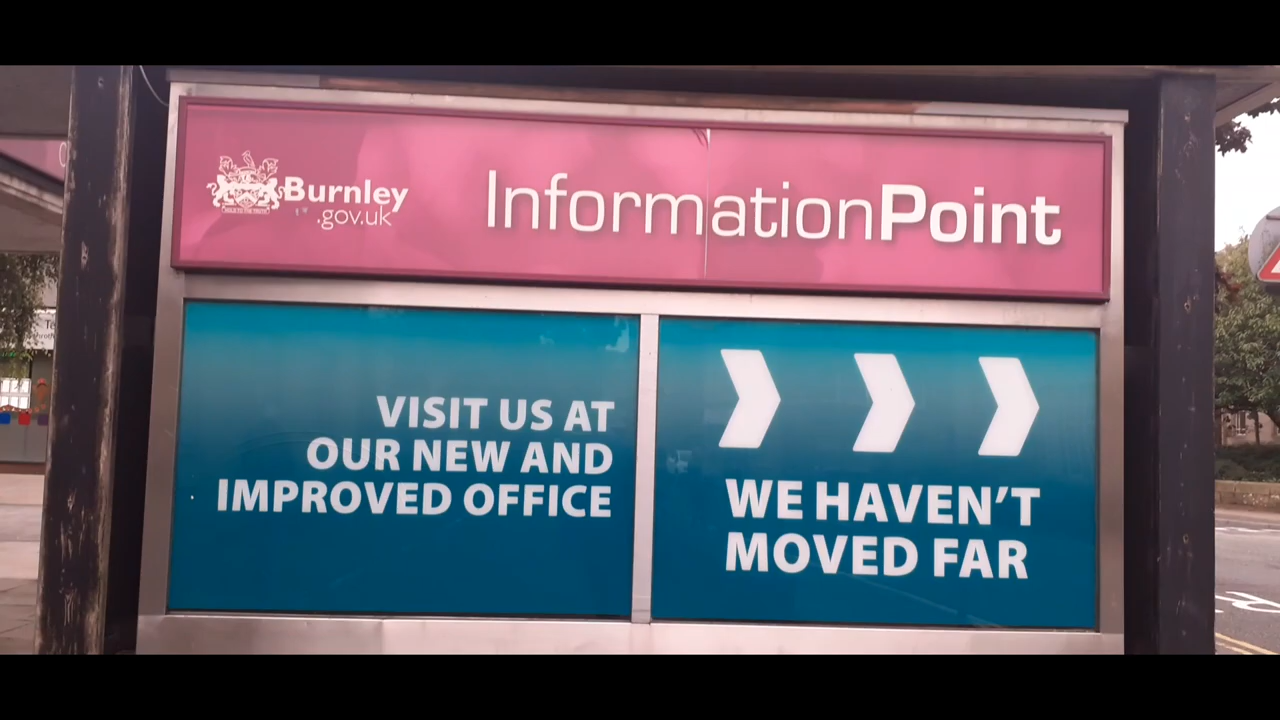 Burnley
.gov.uk
InformationPoint
VISIT US AT
OUR NEW AND
IMPROVED OFFICE
WE HAVEN'T
MOVED FAR